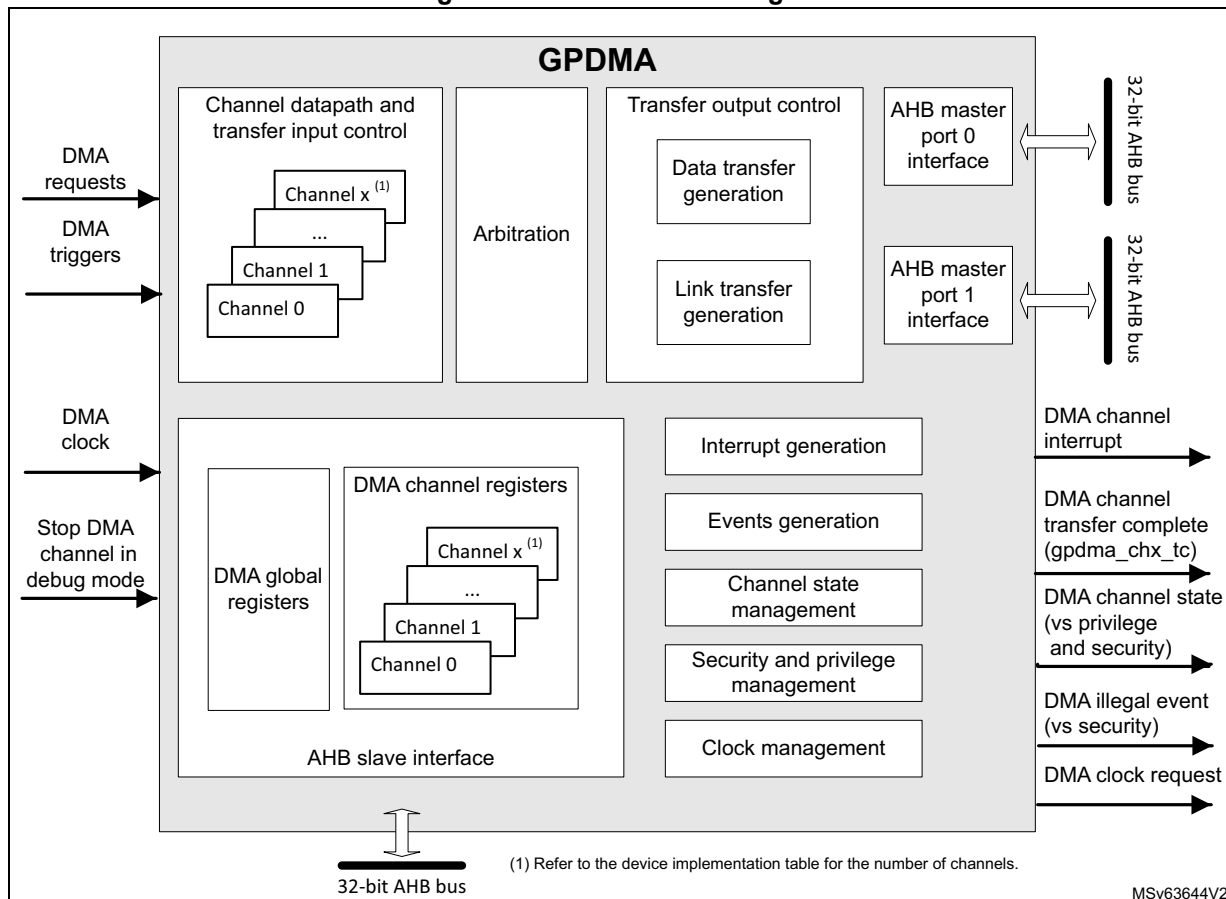 GPDMA
Channel datapath and
transfer input control
Channel x (1)
...
Channel 1
Channel 0
Arbitration
Transfer output control
Data transfer
generation
Link transfer
generation
AHB master
port 0
interface
AHB master
port 1
interface
32-bit AHB bus
32-bit AHB bus
DMA
requests
DMA
triggers
DMA
clock
Stop DMA
channel in
debug mode
DMA global
registers
DMA channel registers
Channel x (1)
...
Channel 1
Channel 0
AHB slave interface
Interrupt generation
Events generation
Channel state
management
Security and privilege
management
Clock management
DMA channel
interrupt
DMA channel
transfer complete
(gpdma_chx_tc)
DMA channel state
(vs privilege
and security)
DMA illegal event
(vs security)
DMA clock request
32-bit AHB bus
(1) Refer to the device implementation table for the number of channels.
MSv63644V2